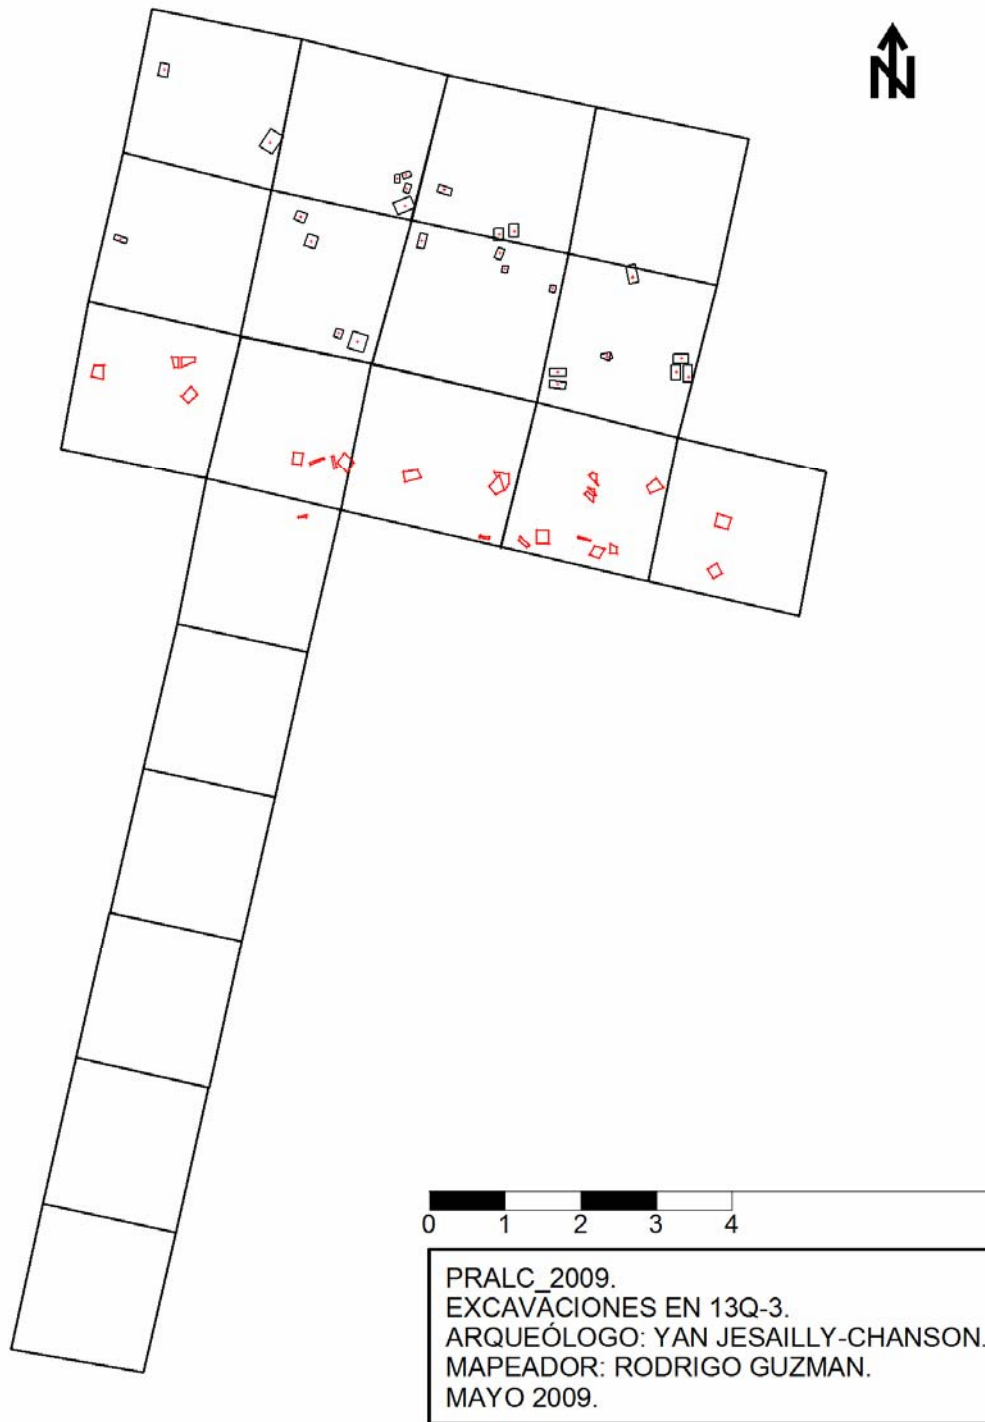 N
0 1 2 3 4
PRALC_2009.
EXCAVACIONES EN 13Q-3.
ARQUEÓLOGO: YAN JESAILLY-CHANSON.
MAPEADOR: RODRIGO GUZMAN.
MAYO 2009.